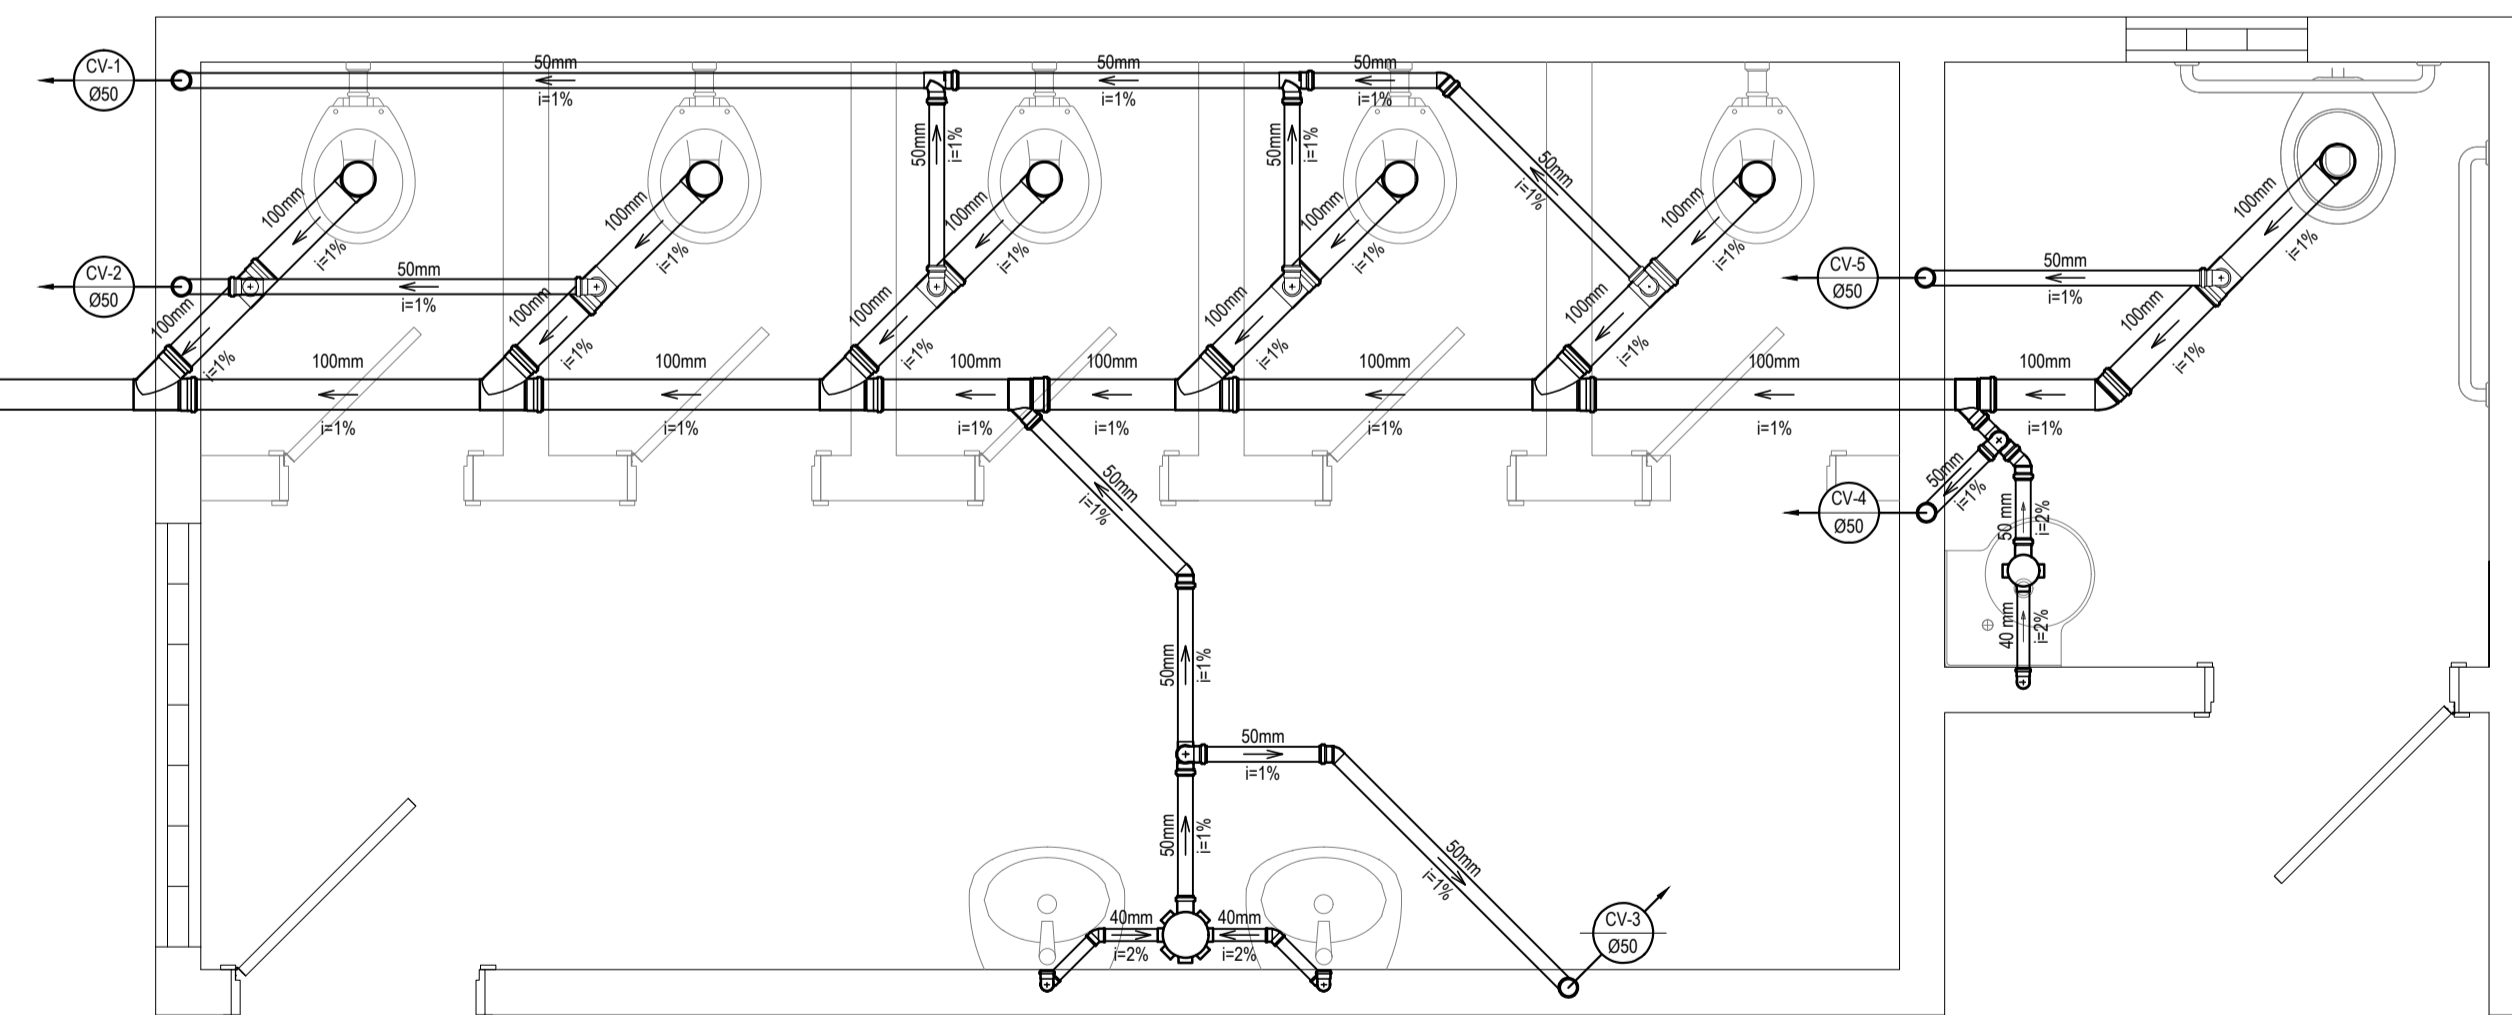 CV-1
Ø50
50mm
i=1%
50mm
i=1%
50mm
i=1%
50mm
i=1%
50mm
i=1%
50mm
i=1%
100mm
i=1%
100mm
i=1%
100mm
i=1%
100mm
i=1%
100mm
i=1%
100mm
i=1%
CV-2
Ø50
50mm
i=1%
CV-5
Ø50
50mm
i=1%
100mm
i=1%
100mm
i=1%
100mm
i=1%
100mm
i=1%
100mm
i=1%
100mm
i=1%
100mm
i=1%
100mm
i=1%
100mm
i=1%
100mm
i=1%
100mm
i=1%
100mm
i=1%
100mm
i=1%
50mm
i=1%
50mm
i=1%
CV-4
Ø50
50 mm
i=2%
40 mm
i=2%
50mm
i=1%
50mm
i=1%
50mm
i=1%
50mm
i=1%
CV-3
Ø50
40mm
i=2%
40mm
i=2%